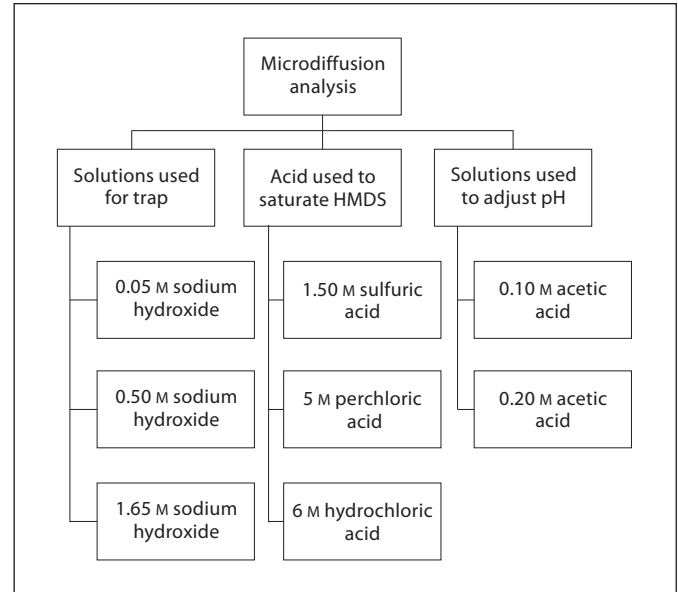 Microdiffusion
analysis
Solutions used
for trap
Acid used to
saturate HMDS
Solutions used
to adjust pH
0.05 M sodium
hydroxide
1.50 M sulfuric
acid
0.10 M acetic
acid
0.50 M sodium
hydroxide
5 M perchloric
acid
0.20 M acetic
acid
1.65 M sodium
hydroxide
6 M hydrochloric
acid